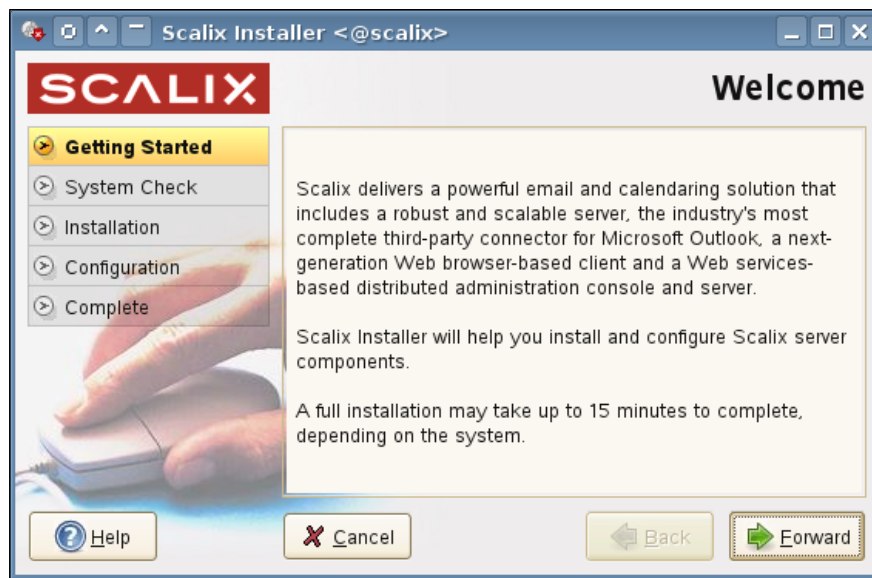 Scalix Installer <@scalix>
SCALIX
Welcome
Getting Started
System Check
Installation
Configuration
Complete
Scalix delivers a powerful email and calendaring solution that
includes a robust and scalable server, the industry's most
complete third-party connector for Microsoft Outlook, a next-
generation Web browser-based client and a Web services-
based distributed administration console and server.
Scalix Installer will help you install and configure Scalix server
components.
A full installation may take up to 15 minutes to complete,
depending on the system.
Help
Cancel
Back
Forward